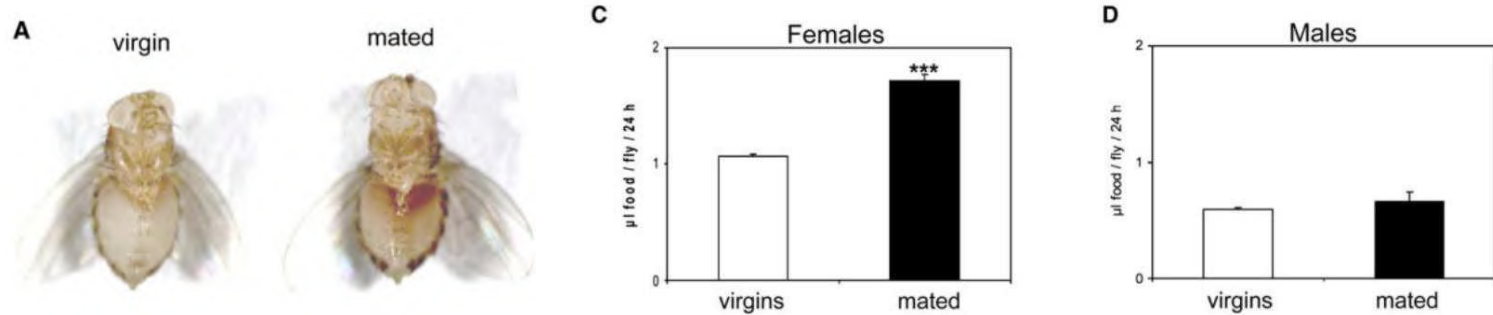 A
virgin
mated
C
Females
µl food / fly / 24 h
2
1
0
***
virgins
mated
D
Males
µl food / fly / 24 h
2
1
0
virgins
mated